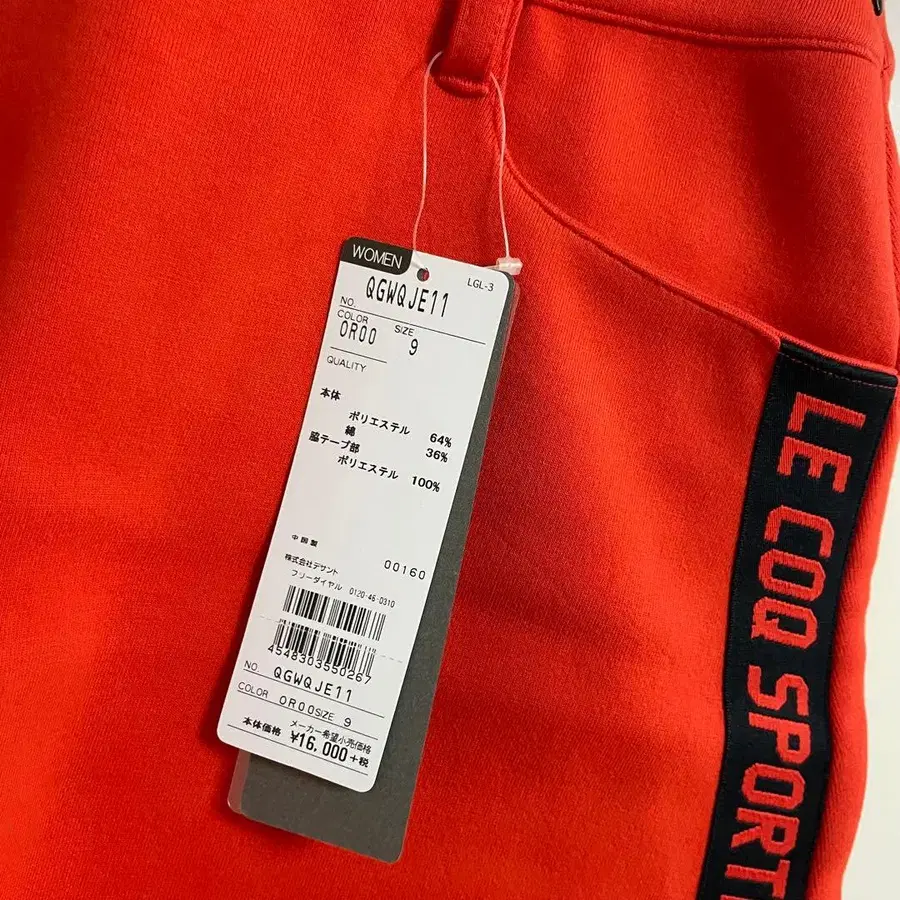 WOMEN
LGL-3
NO. QGWQJE11
COLOR SIZE
OR00 9
QUALITY
本体
ポリエステル 64%
綿 36%
脇テープ部
ポリエステル 100%
中国製
株式会社デサント 00160
フリーダイヤル 0120-46-0310
4548303550267
NO. QGWQJE11
COLOR OR00 SIZE 9
メーカー希望小売価格
本体価格 ¥16,000+税
LE COQ SPORT